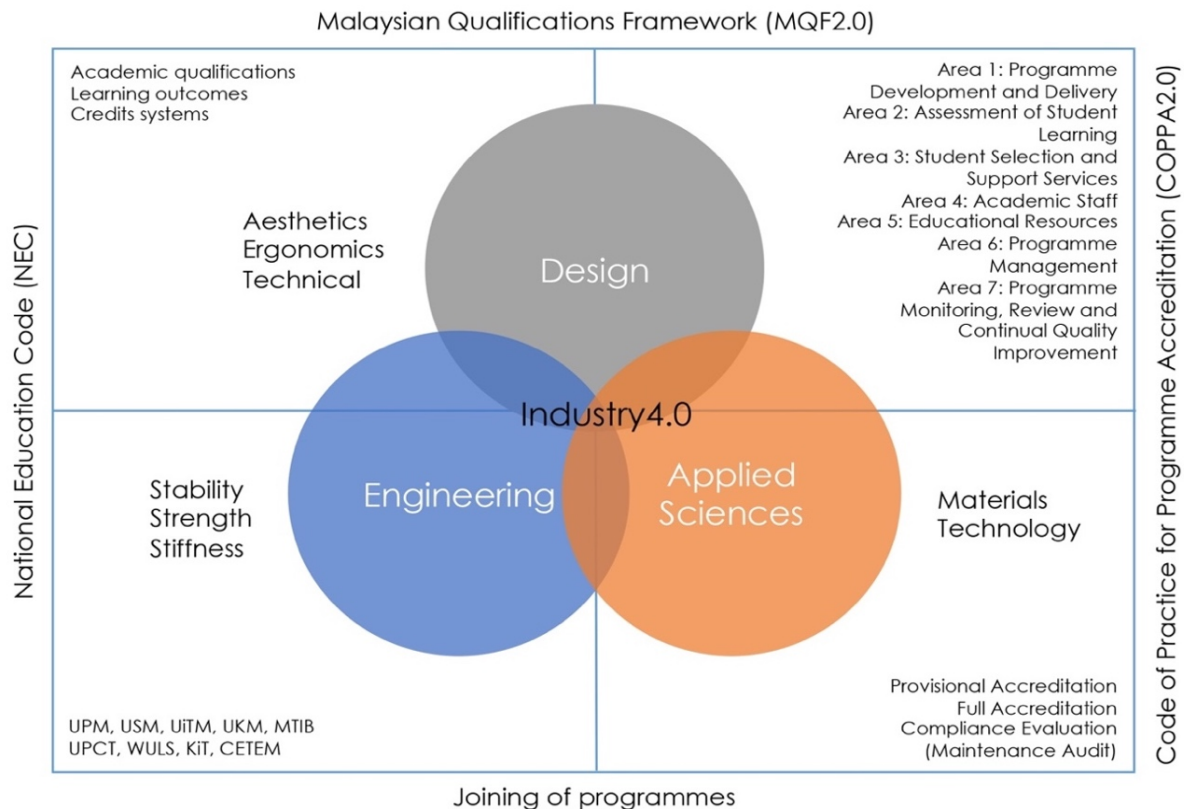 Malaysian Qualifications Framework (MQF2.0)
Academic qualifications
Learning outcomes
Credits systems
Area 1: Programme
Development and Delivery
Area 2: Assessment of Student
Learning
Area 3: Student Selection and
Support Services
Area 4: Academic Staff
Area 5: Educational Resources
Area 6: Programme
Management
Area 7: Programme
Monitoring, Review and
Continual Quality
Improvement
Aesthetics
Ergonomics
Technical
Design
National Education Code (NEC)
Code of Practice for Programme Accreditation (COPPA2.0)
Industry4.0
Stability
Strength
Stiffness
Engineering
Applied
Sciences
Materials
Technology
UPM, USM, UiTM, UKM, MTIB
UPCT, WULS, KiT, CETEM
Provisional Accreditation
Full Accreditation
Compliance Evaluation
(Maintenance Audit)
Joining of programmes